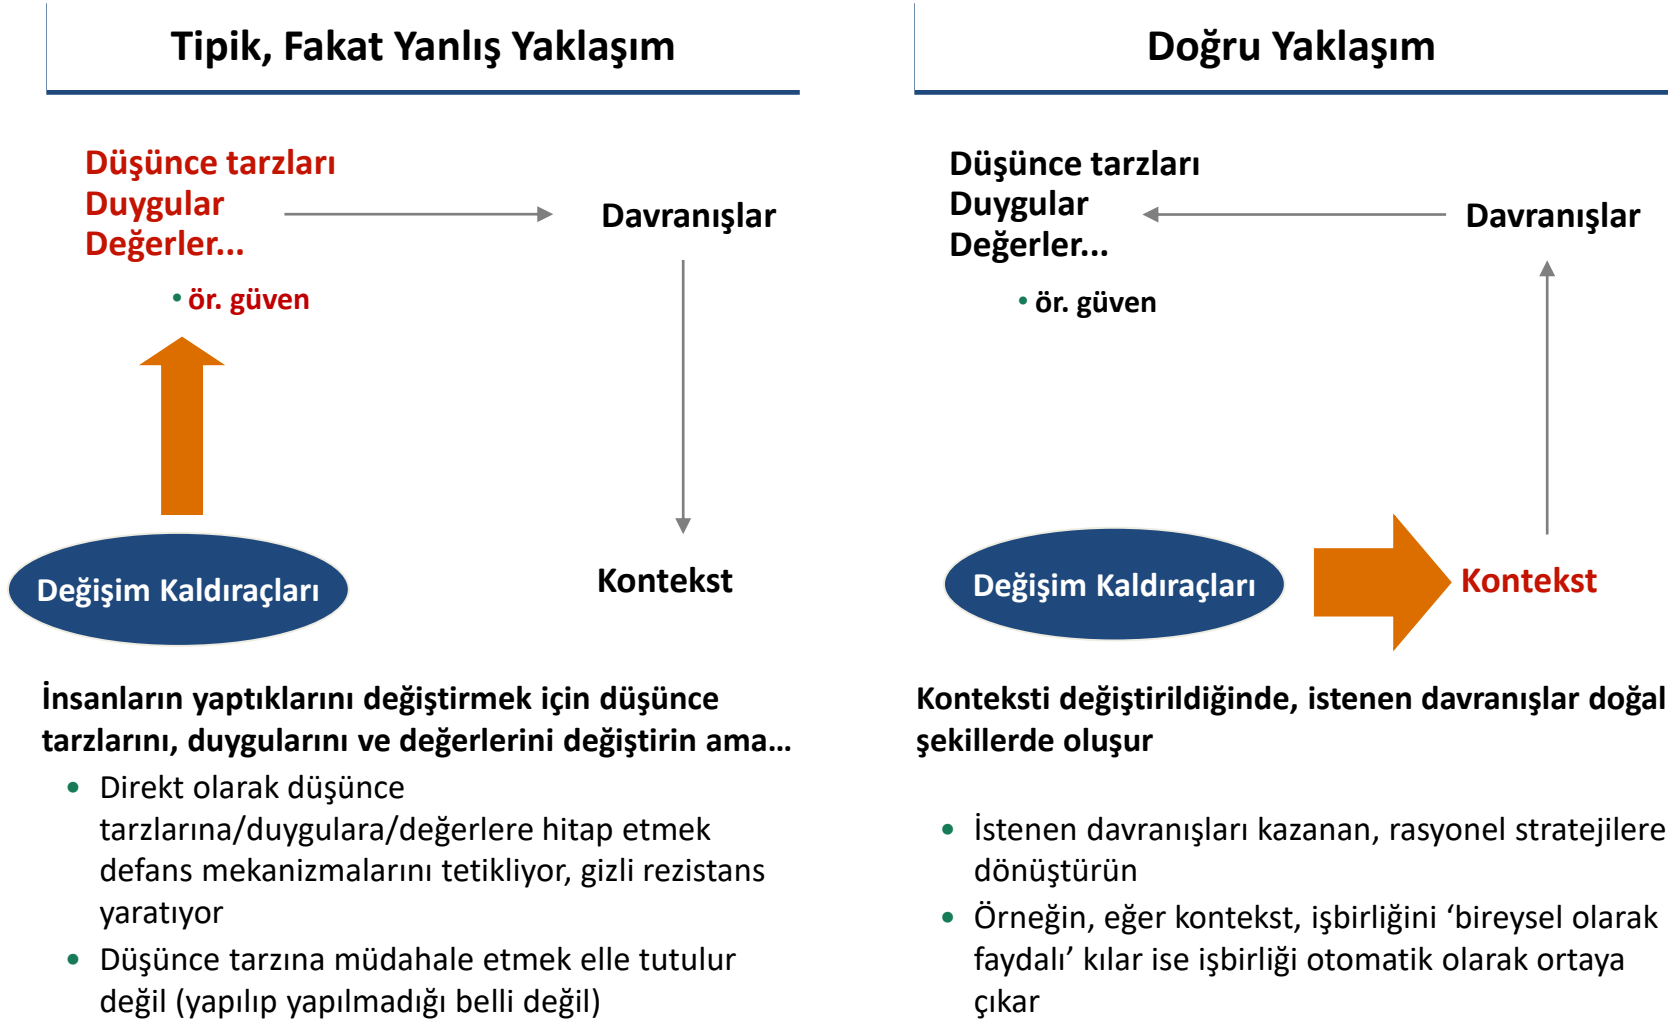 Tipik, Fakat Yanlış Yaklaşım
Düşünce tarzları
Duygular
Değerler...
• ör. güven
Davranışlar
Değişim Kaldıraçları
Kontekst
İnsanların yaptıklarını değiştirmek için düşünce
tarzlarını, duygularını ve değerlerini değiştirin ama...
• Direkt olarak düşünce
tarzlarına/duygulara/değerlere hitap etmek
defans mekanizmalarını tetikliyor, gizli rezistans
yaratıyor
• Düşünce tarzına müdahale etmek elle tutulur
değil (yapılıp yapılmadığı belli değil)
Doğru Yaklaşım
Düşünce tarzları
Duygular
Değerler...
• ör. güven
Davranışlar
Değişim Kaldıraçları
Kontekst
Konteksti değiştirildiğinde, istenen davranışlar doğal
şekillerde oluşur
• İstenen davranışları kazanan, rasyonel stratejilere
dönüştürün
• Örneğin, eğer kontekst, işbirliğini ‘bireysel olarak
faydalı’ kılar ise işbirliği otomatik olarak ortaya
çıkar